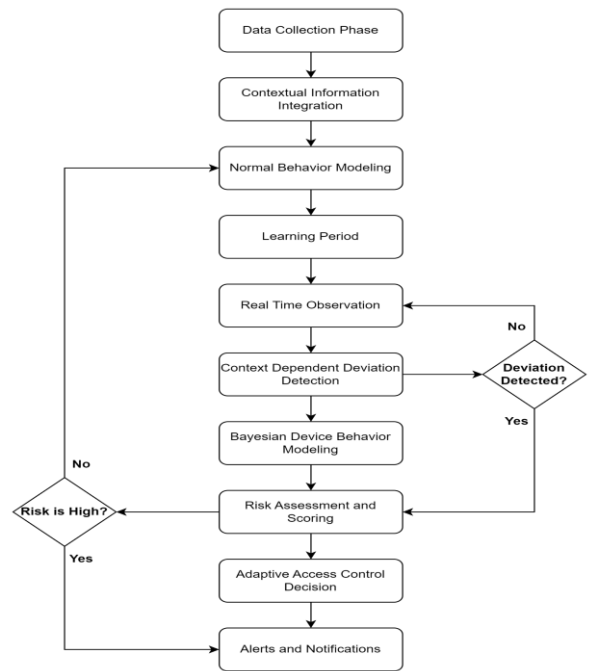 Data Collection Phase
Contextual Information
Integration
Normal Behavior Modeling
Learning Period
Real Time Observation
No
Context Dependent Deviation
Detection
Deviation
Detected?
Yes
Bayesian Device Behavior
Modeling
No
Risk is High?
Risk Assessment and
Scoring
Yes
Adaptive Access Control
Decision
Alerts and Notifications